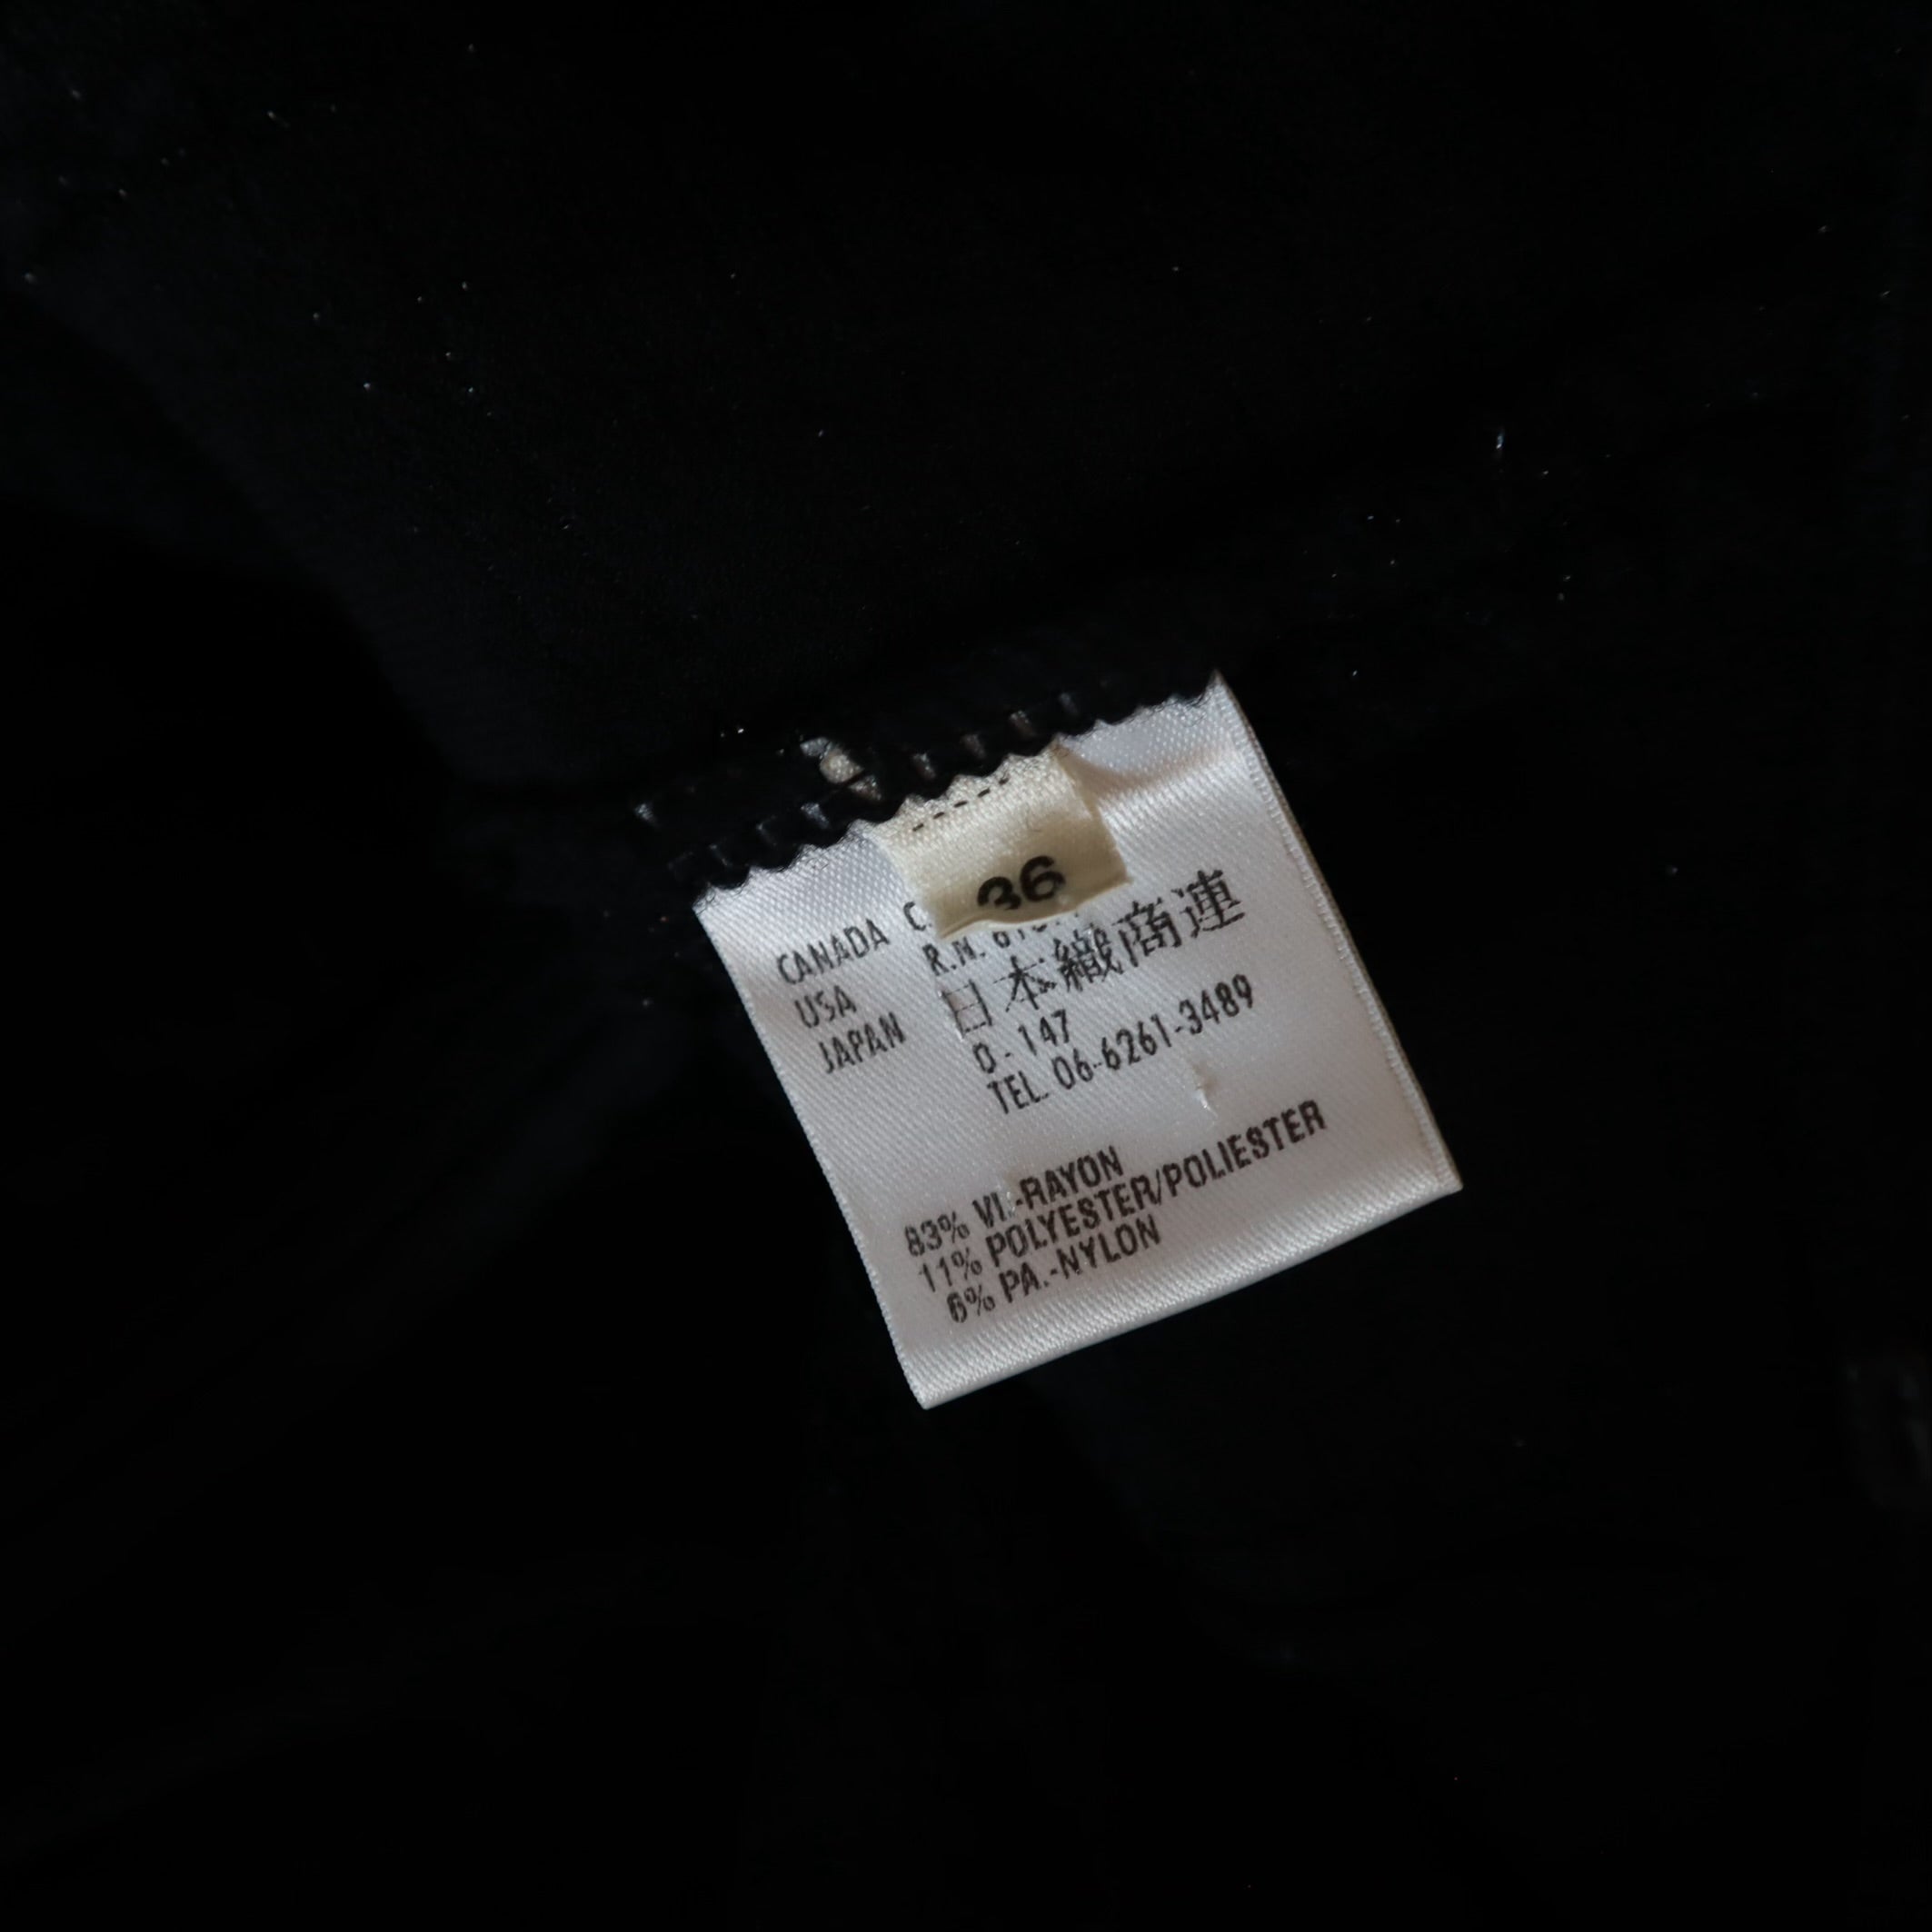 36
CANADA
USA
JAPAN
R.N.
日本織商連
0-147
TEL. 06-6261-3489
83% VI.-RAYON
11% POLYESTER/POLIESTER
6% PA.-NYLON